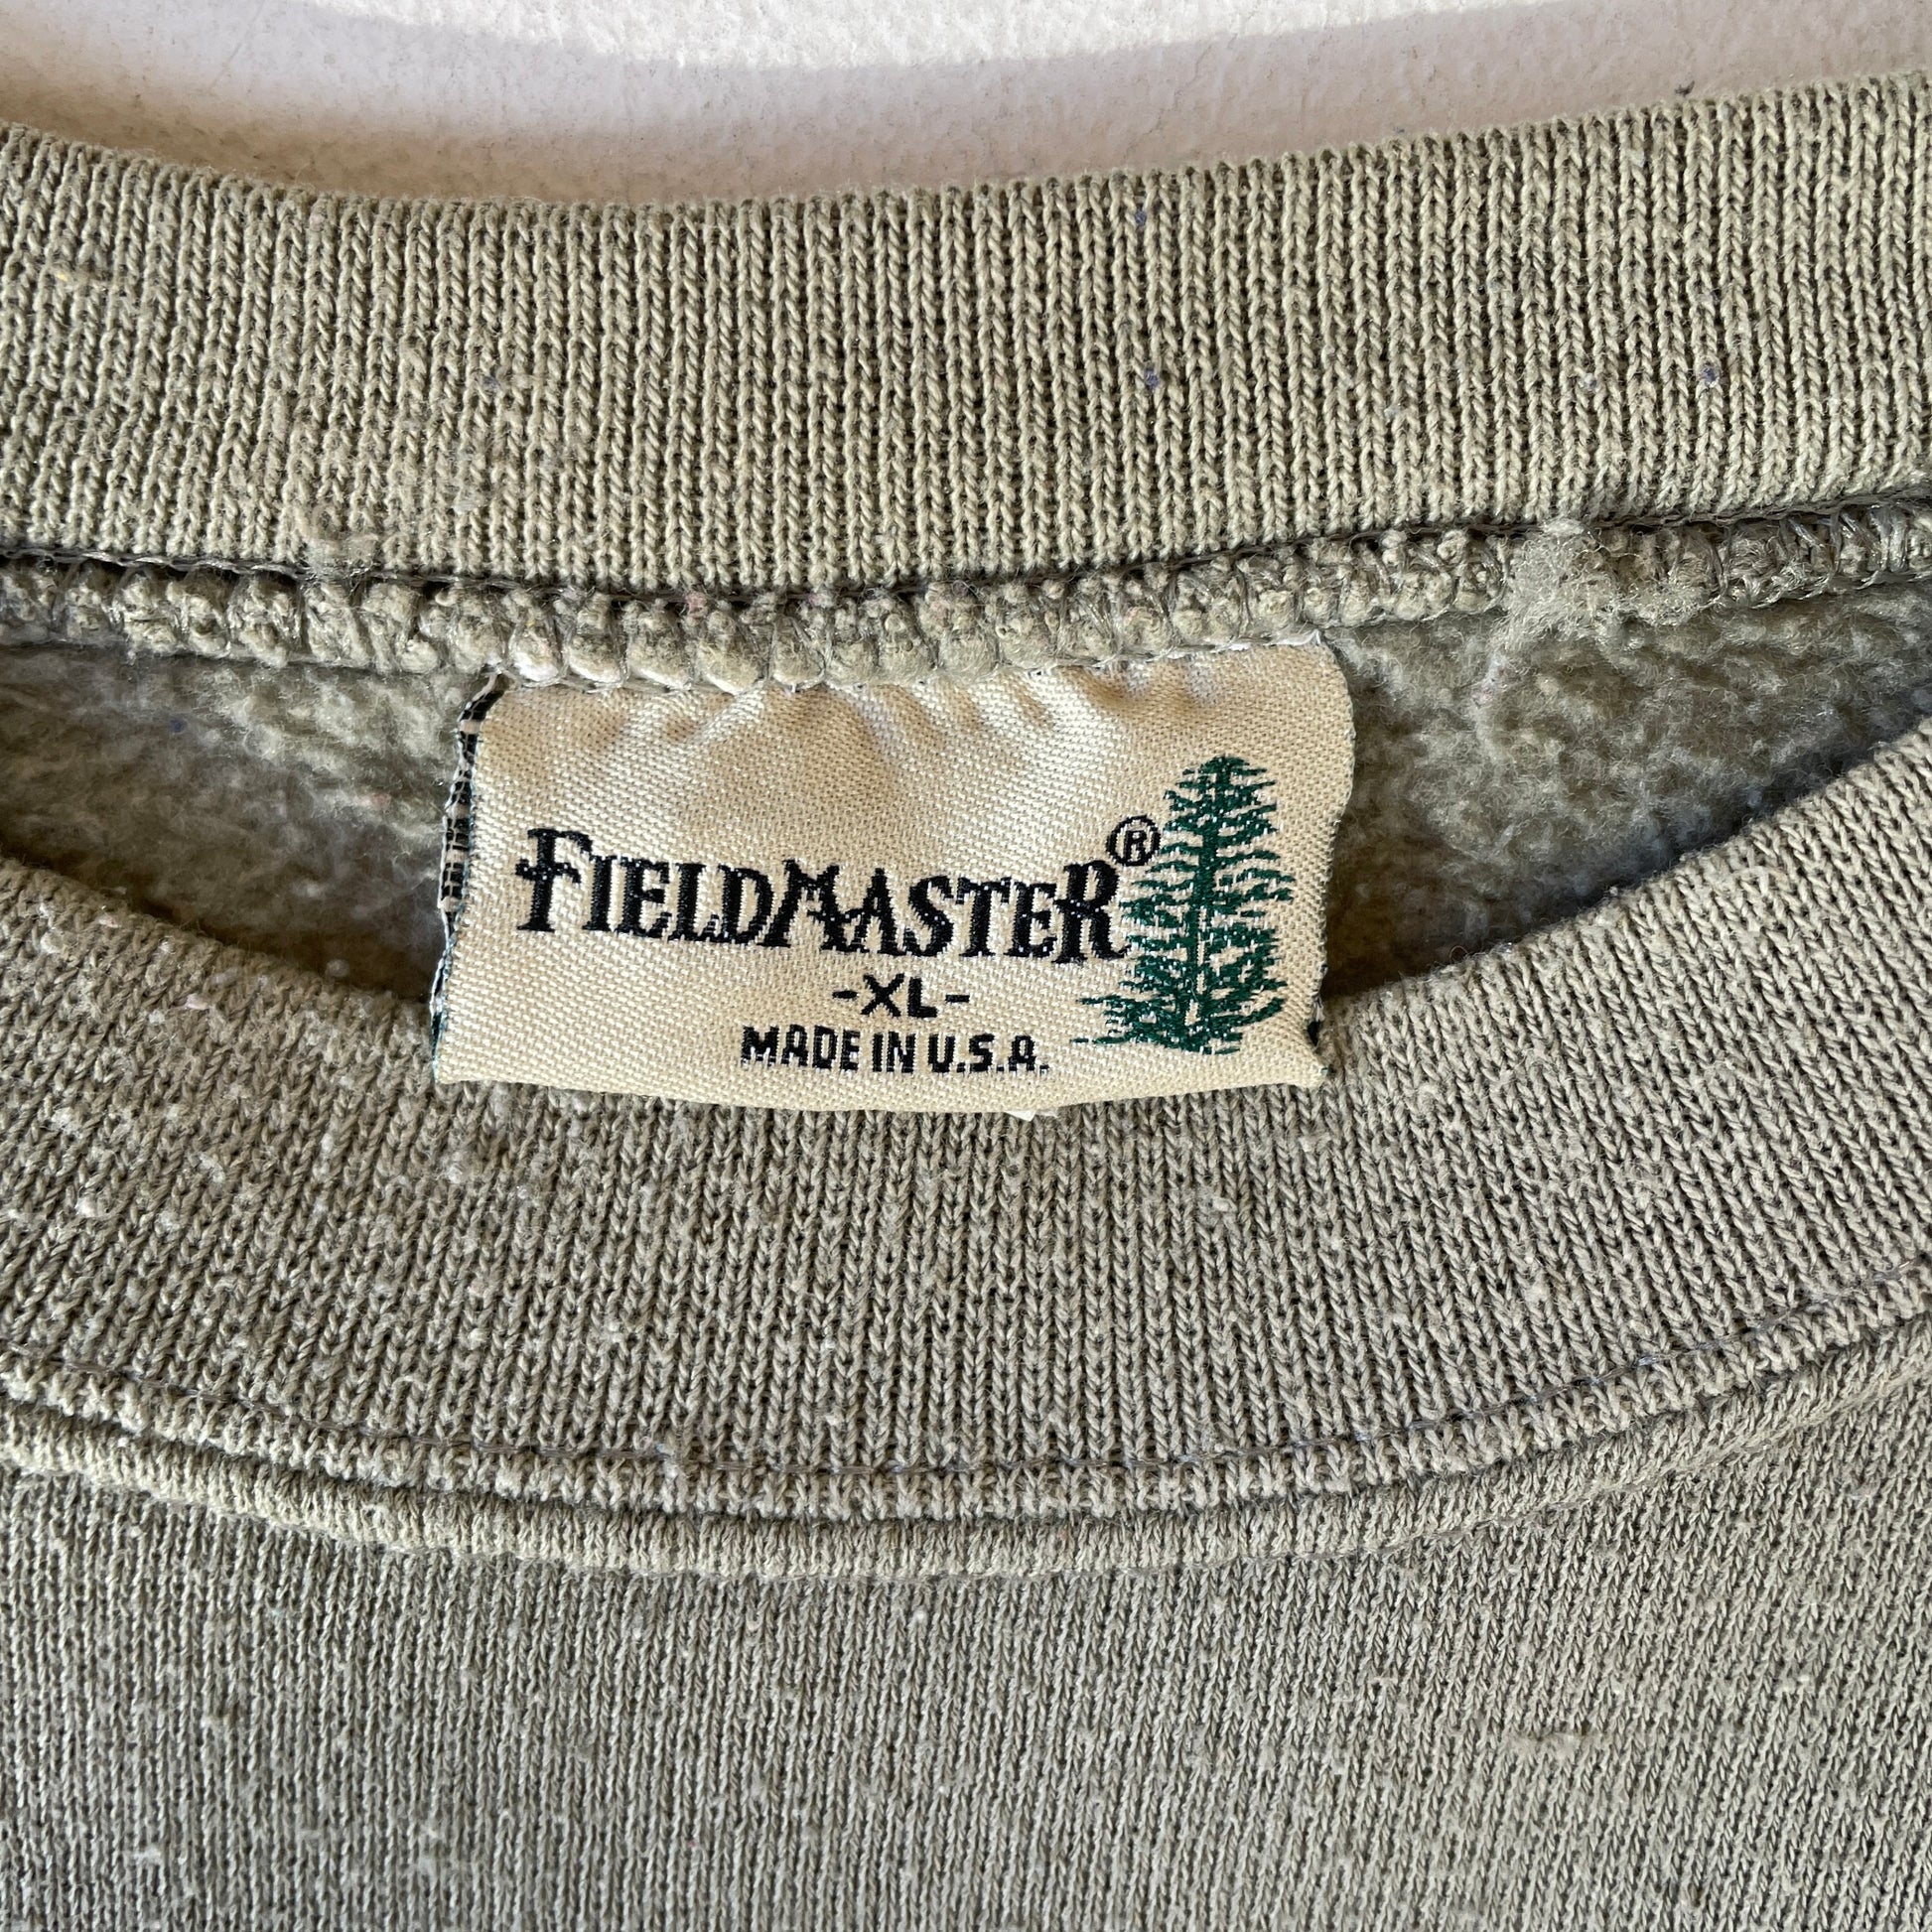 FIELDMASTER®
-XL-
MADE IN U.S.A.